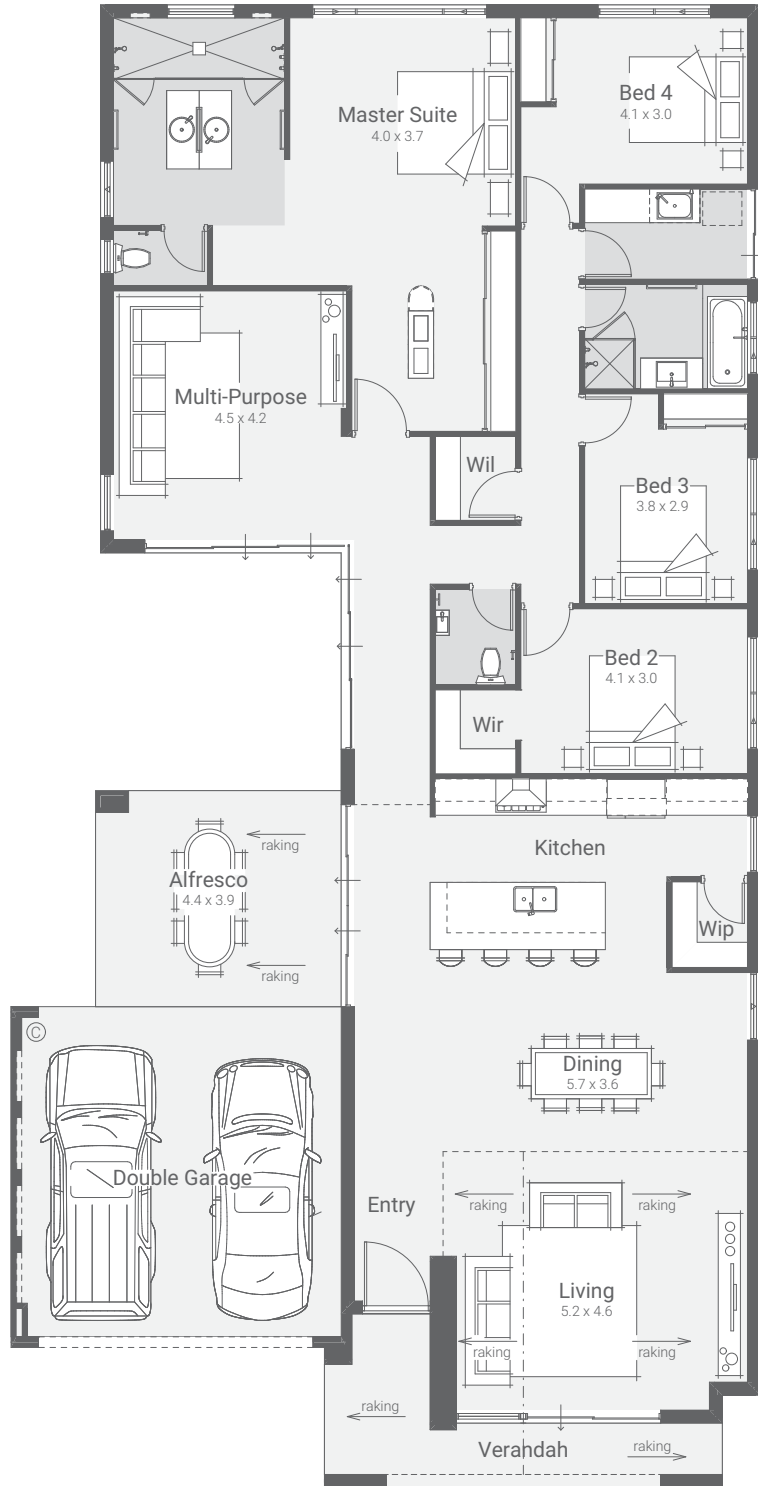 Master Suite
4.0 x 3.7
Bed 4
4.1 x 3.0
Multi-Purpose
4.5 x 4.2
Wil
Bed 3
3.8 x 2.9
Bed 2
4.1 x 3.0
Wir
Kitchen
raking
Alfresco
4.4 x 3.9
Wip
raking
©
Dining
5.7 x 3.6
Double Garage
Entry
raking
raking
Living
5.2 x 4.6
raking
raking
raking
Verandah
raking